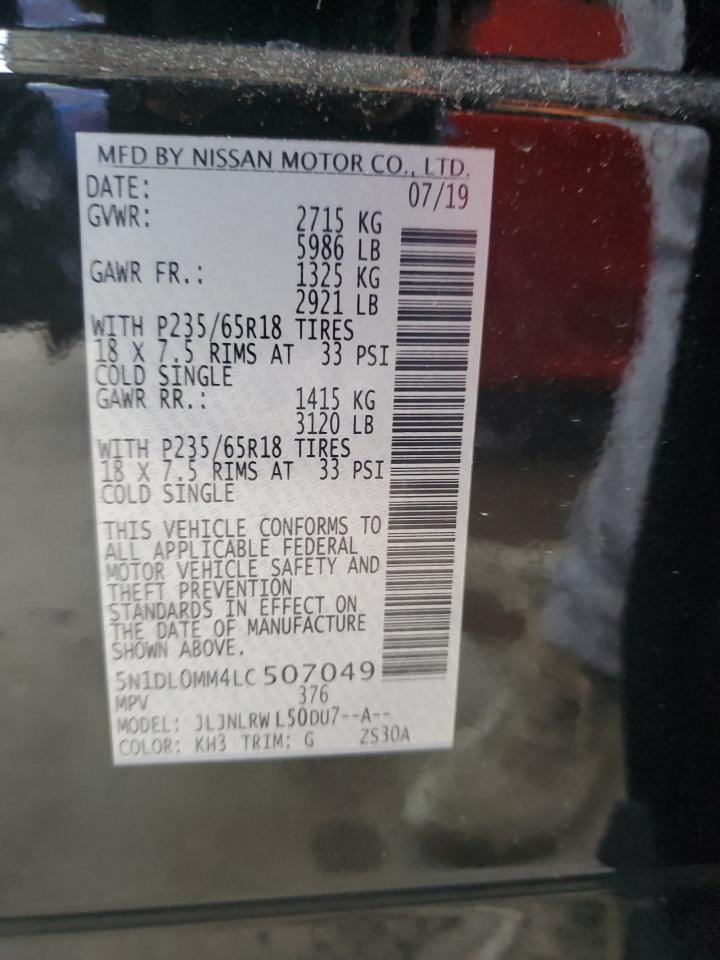 MFD BY NISSAN MOTOR CO., LTD.
DATE: 07/19
GVWR: 2715 KG
5986 LB
GAWR FR.: 1325 KG
2921 LB
WITH P235/65R18 TIRES
18 X 7.5 RIMS AT 33 PSI
COLD SINGLE
GAWR RR.: 1415 KG
3120 LB
WITH P235/65R18 TIRES
18 X 7.5 RIMS AT 33 PSI
COLD SINGLE
THIS VEHICLE CONFORMS TO
ALL APPLICABLE FEDERAL
MOTOR VEHICLE SAFETY AND
THEFT PREVENTION
STANDARDS IN EFFECT ON
THE DATE OF MANUFACTURE
SHOWN ABOVE.
5N1DL0MM4LC507049
MPV 376
MODEL: JLJNLRW L50DU7--A--
COLOR: KH3 TRIM: G ZS30A